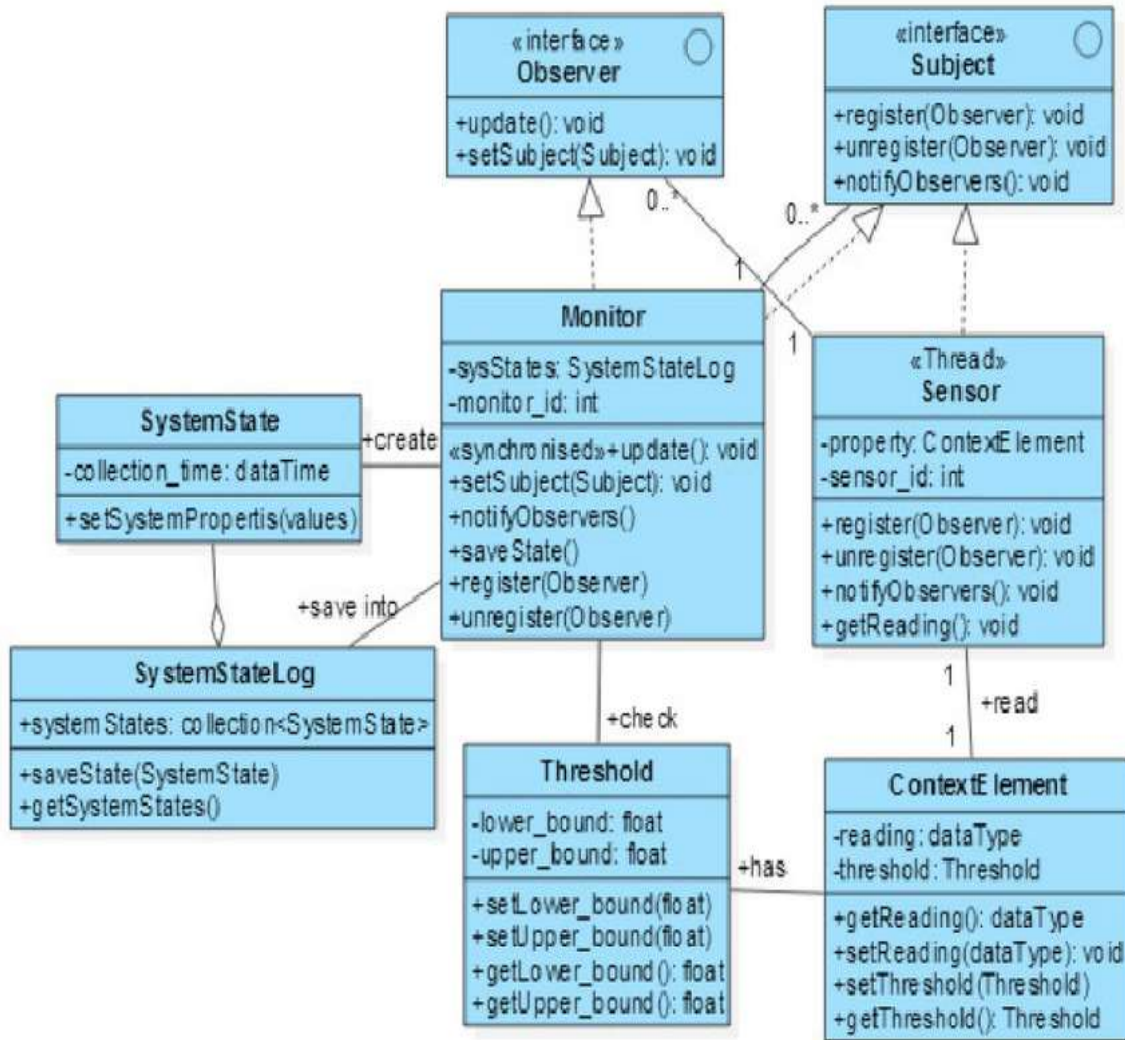 «interface»
Observer
+update(): void
+setSubject(Subject): void
«interface»
Subject
+register(Observer): void
+unregister(Observer): void
+notifyObservers(): void
0..*
0..*
1
1
Monitor
-sysStates: SystemStateLog
-monitor_id: int
«synchronised»+update(): void
+setSubject(Subject): void
+notifyObservers()
+saveState()
+register(Observer)
+unregister(Observer)
«Thread»
Sensor
-property: ContextElement
-sensor_id: int
+register(Observer): void
+unregister(Observer): void
+notifyObservers(): void
+getReading(): void
SystemState
-collection_time: dataTime
+setSystemPropertis(values)
+create
+save into
SystemStateLog
+systemStates: collection<SystemState>
+saveState(SystemState)
+getSystemStates()
+check
1
+read
1
Threshold
-lower_bound: float
-upper_bound: float
+setLower_bound(float)
+setUpper_bound(float)
+getLower_bound(): float
+getUpper_bound(): float
+has
ContextElement
-reading: dataType
-threshold: Threshold
+getReading(): dataType
+setReading(dataType): void
+setThreshold(Threshold)
+getThreshold(): Threshold